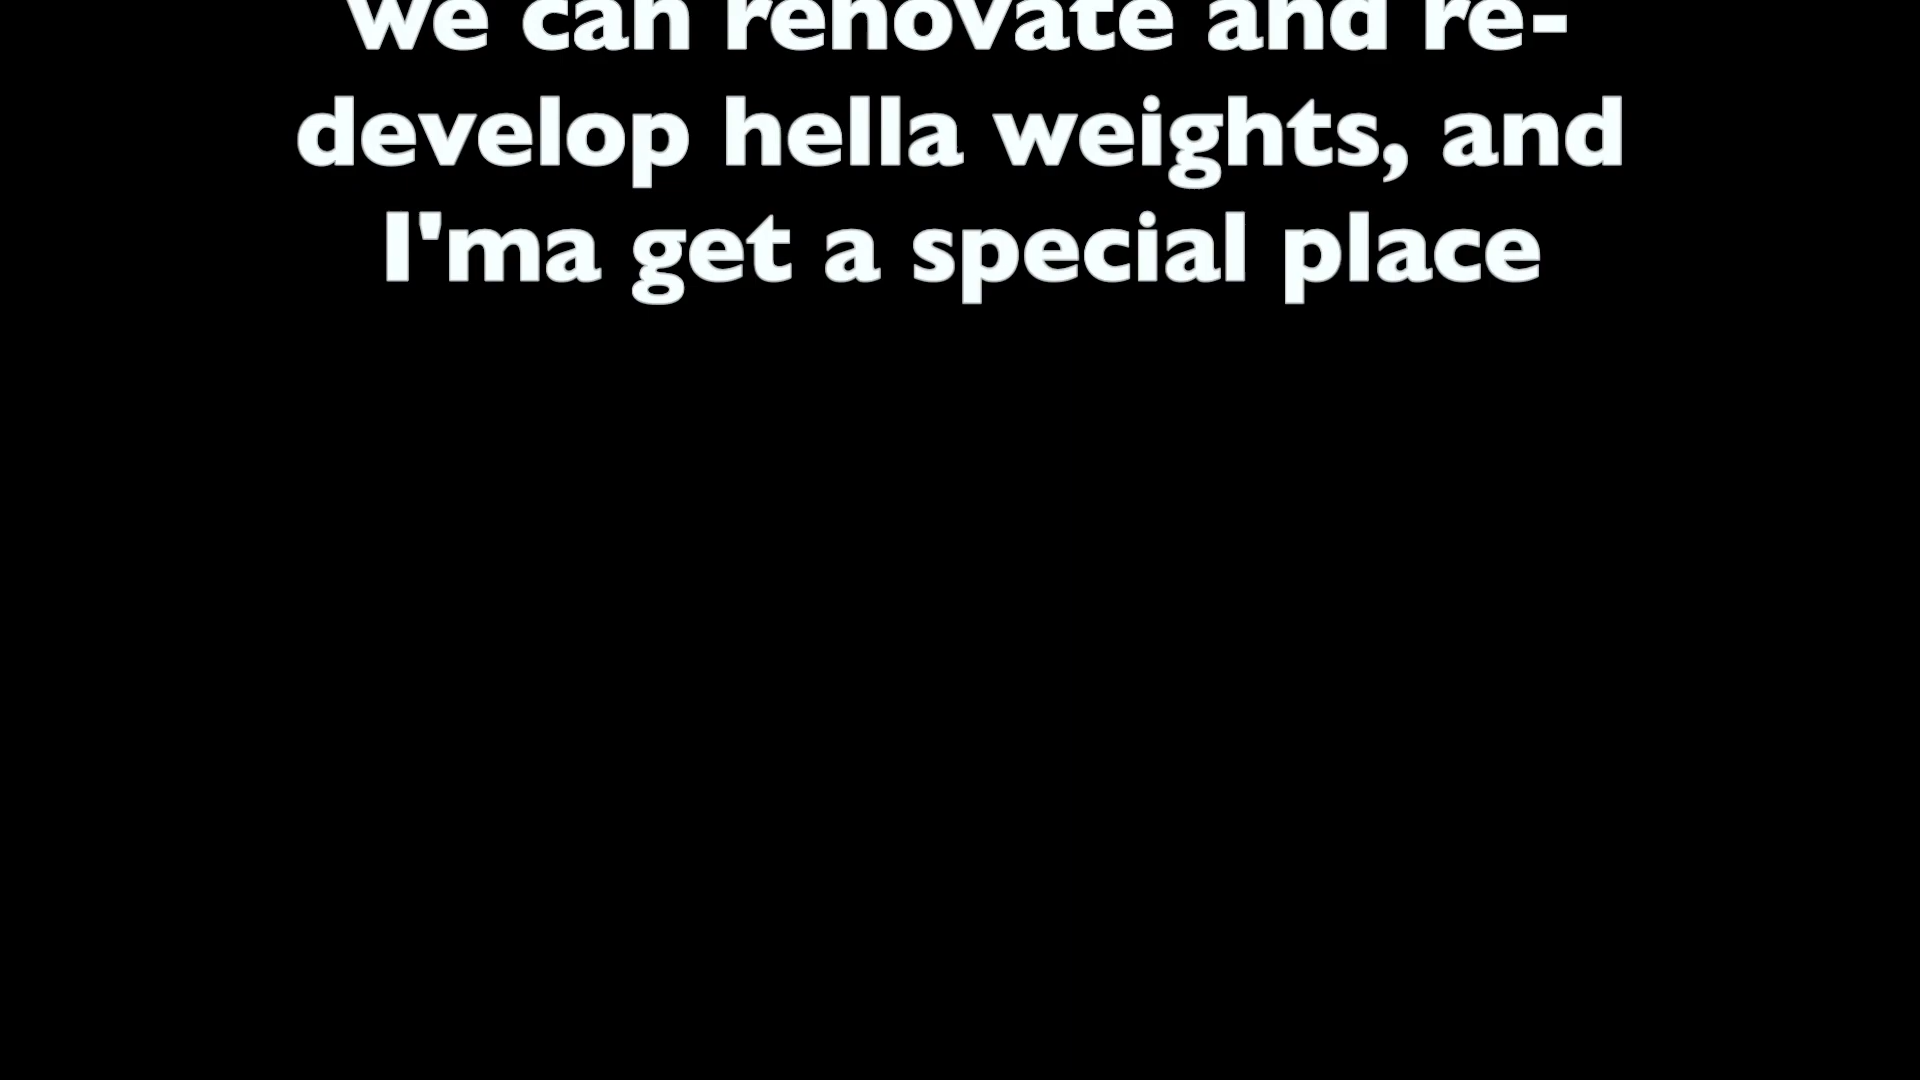 we can renovate and re-
develop hella weights, and
I'ma get a special place